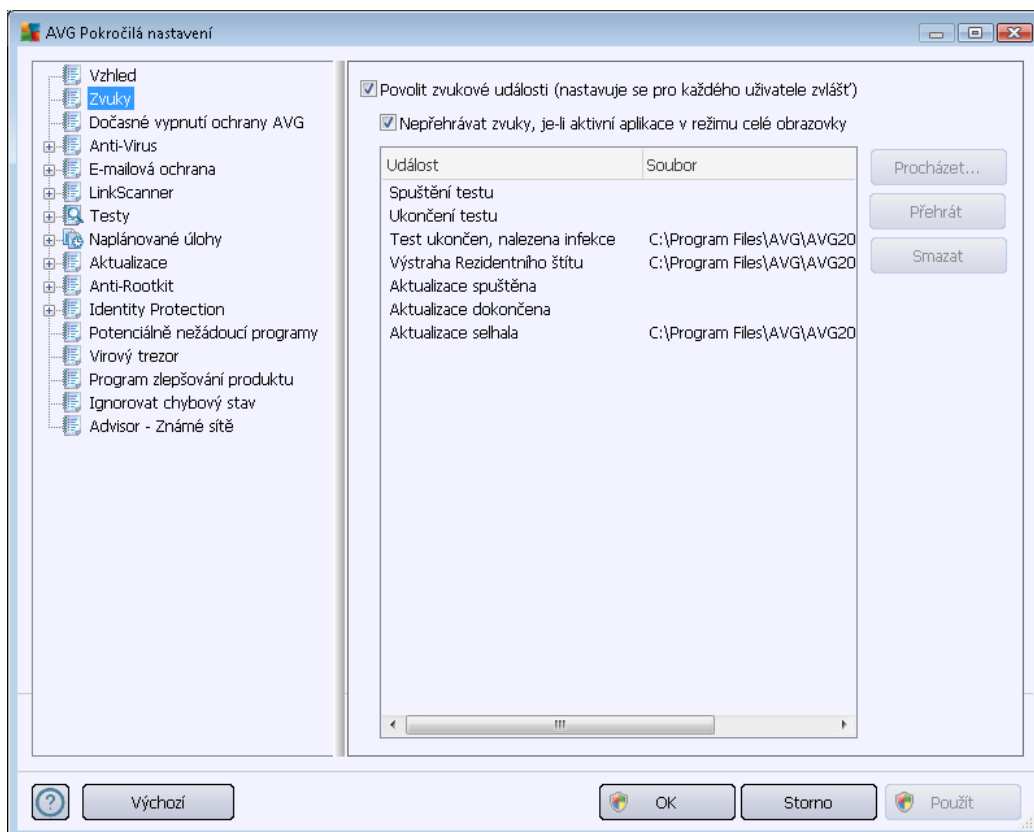 AVG Pokročilá nastavení
Vzhled
Zvuky
Dočasné vypnutí ochrany AVG
Anti-Virus
E-mailová ochrana
LinkScanner
Testy
Naplánované úlohy
Aktualizace
Anti-Rootkit
Identity Protection
Potenciálně nežádoucí programy
Virový trezor
Program zlepšování produktu
Ignorovat chybový stav
Advisor - Známé sítě
Povolit zvukové události (nastavuje se pro každého uživatele zvlášť)
Nepřehrávat zvuky, je-li aktivní aplikace v režimu celé obrazovky
Událost Soubor
Spuštění testu
Ukončení testu
Test ukončen, nalezena infekce C:\Program Files\AVG\AVG20
Výstraha Rezidentního štítu C:\Program Files\AVG\AVG20
Aktualizace spuštěna
Aktualizace dokončena
Aktualizace selhala C:\Program Files\AVG\AVG20
Procházet...
Přehrát
Smazat
Výchozí OK Storno Použít